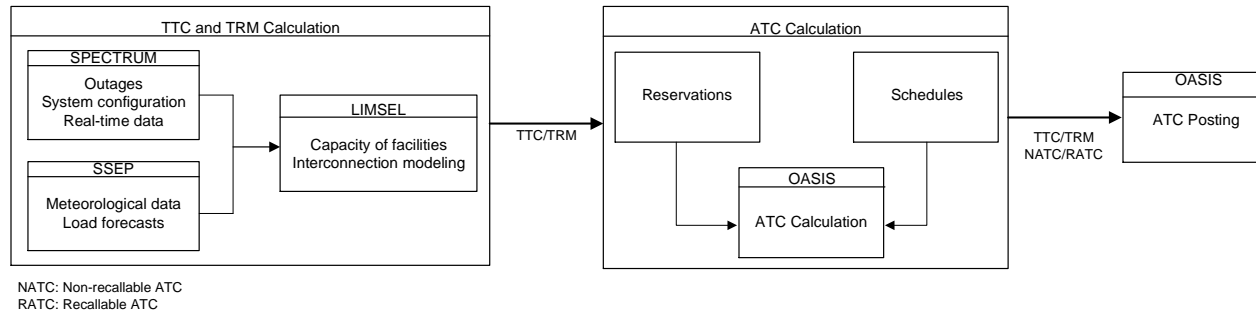 TTC and TRM Calculation
SPECTRUM
Outages
System configuration
Real-time data
SSEP
Meteorological data
Load forecasts
LIMSEL
Capacity of facilities
Interconnection modeling
TTC/TRM
ATC Calculation
Reservations
Schedules
OASIS
ATC Calculation
TTC/TRM
NATC/RATC
OASIS
ATC Posting
NATC: Non-recallable ATC
RATC: Recallable ATC